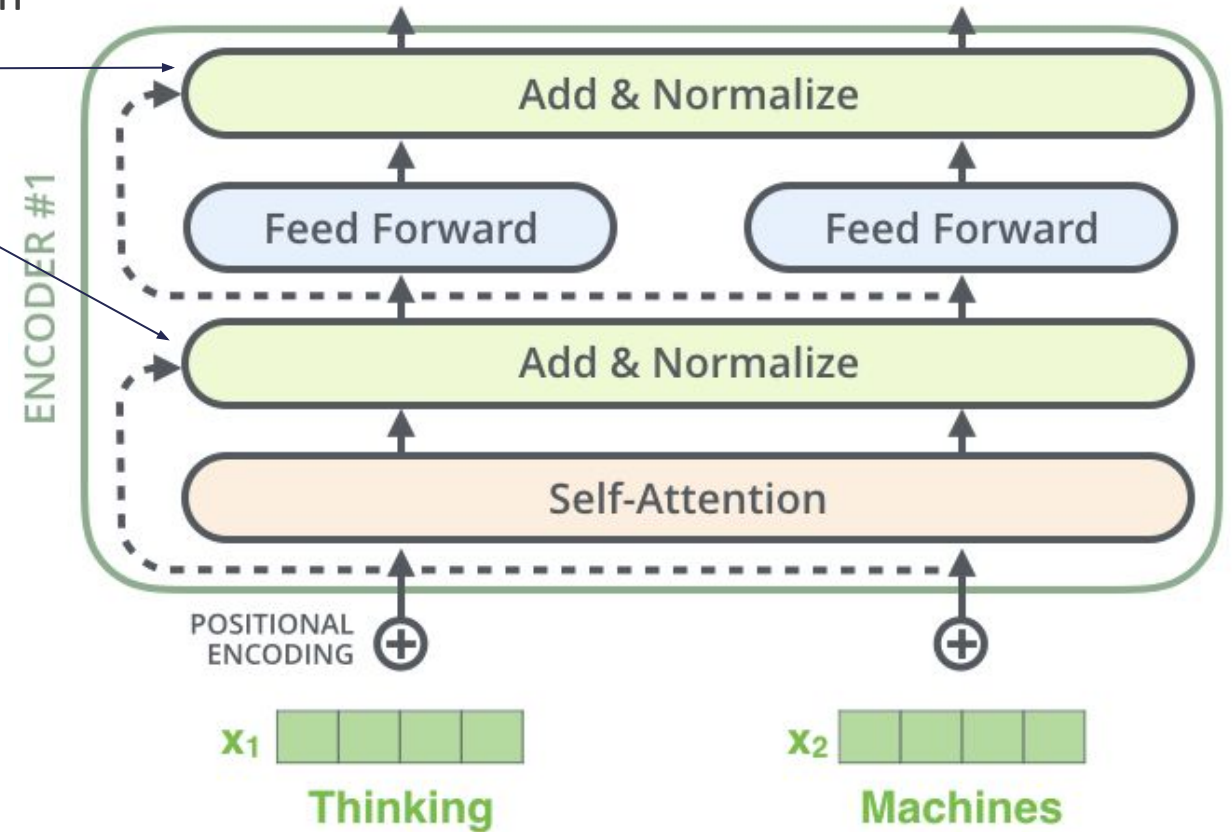 Add & Normalize
Feed Forward
Feed Forward
ENCODER #1
Add & Normalize
Self-Attention
POSITIONAL
ENCODING
x₁
x₂
Thinking
Machines